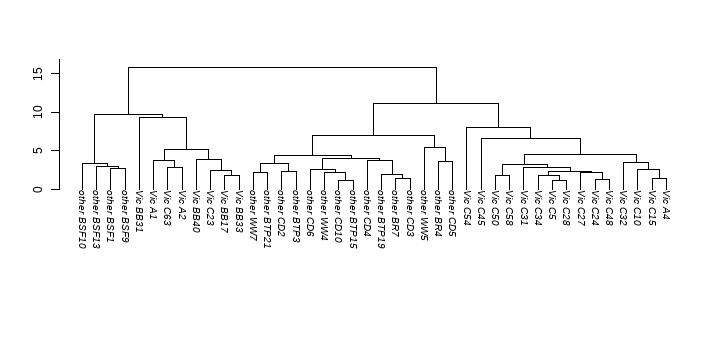 15
10
5
0
other BSF10
other BSF13
other BSF1
other BSF9
Vic BB31
Vic A1
Vic C63
Vic A2
Vic BB40
Vic C23
Vic BB17
Vic BB33
other WW7
other BTP21
other CD2
other BTP3
other CD6
other WW4
other CD10
other BTP15
other CD4
other BTP19
other BR7
other CD3
other WW5
other BR4
other CD5
Vic C54
Vic C45
Vic C50
Vic C58
Vic C31
Vic C34
Vic C5
Vic C28
Vic C27
Vic C24
Vic C48
Vic C32
Vic C10
Vic C15
Vic A4